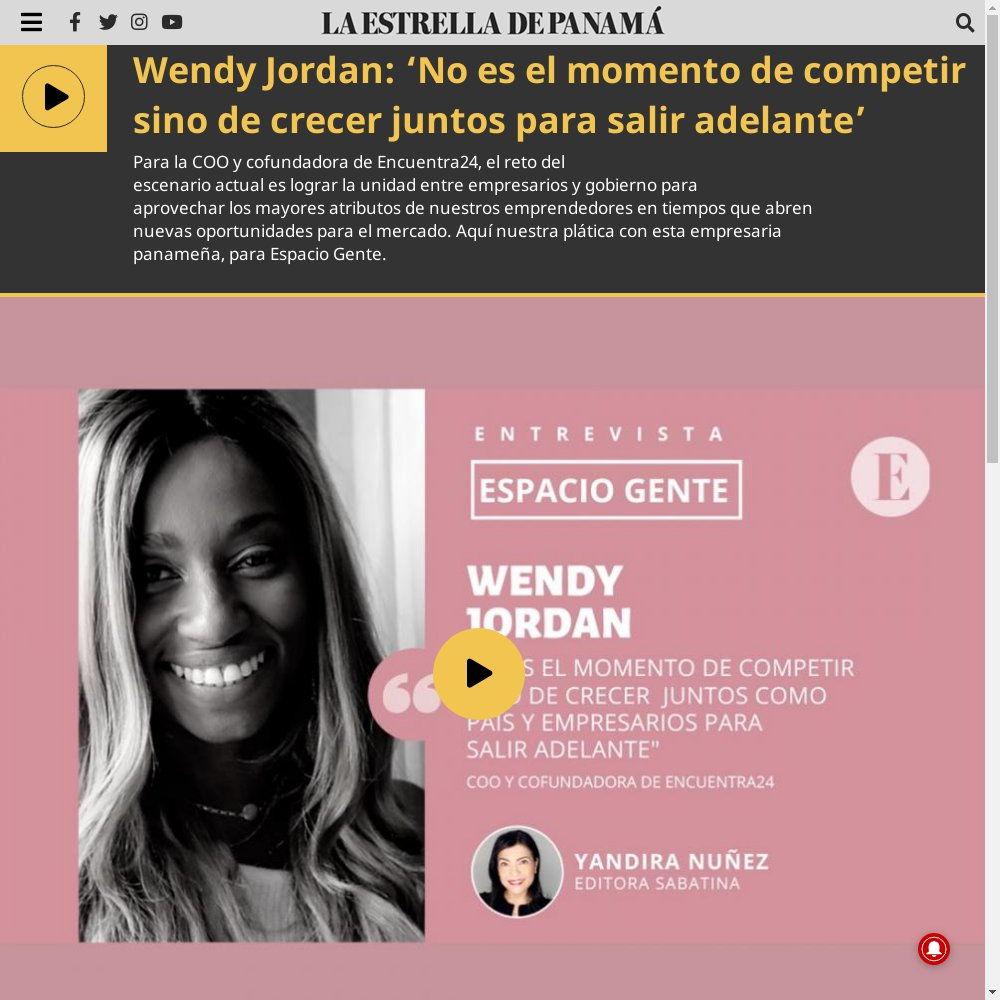 LA ESTRELLA DE PANAMÁ
Wendy Jordan: ‘No es el momento de competir
sino de crecer juntos para salir adelante’
Para la COO y cofundadora de Encuentra24, el reto del
escenario actual es lograr la unidad entre empresarios y gobierno para
aprovechar los mayores atributos de nuestros emprendedores en tiempos que abren
nuevas oportunidades para el mercado. Aquí nuestra plática con esta empresaria
panameña, para Espacio Gente.
ENTREVISTA
ESPACIO GENTE
E
WENDY
JORDAN
ES EL MOMENTO DE COMPETIR
DE CRECER JUNTOS COMO
PAÍS Y EMPRESARIOS PARA
SALIR ADELANTE"
COO Y COFUNDADORA DE ENCUENTRA24
YANDIRA NUÑEZ
EDITORA SABATINA